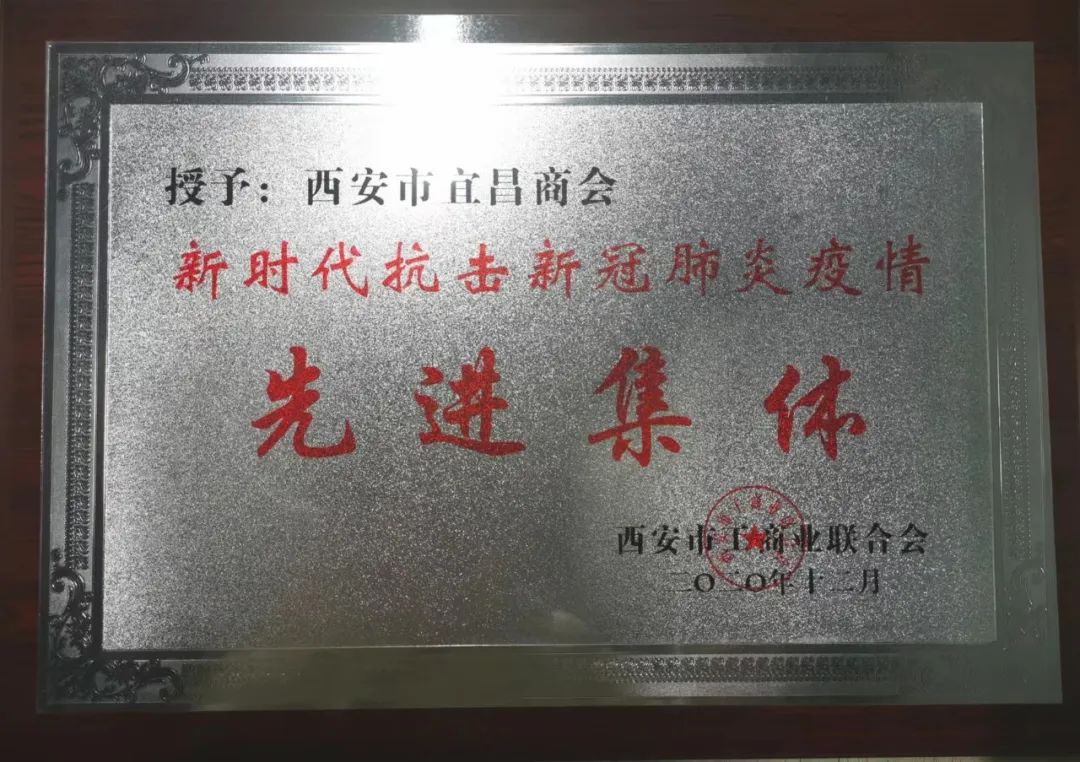 授予：西安市宜昌商会
新时代抗击新冠肺炎疫情
先进集体
西安市工商业联合会
二〇二〇年十二月